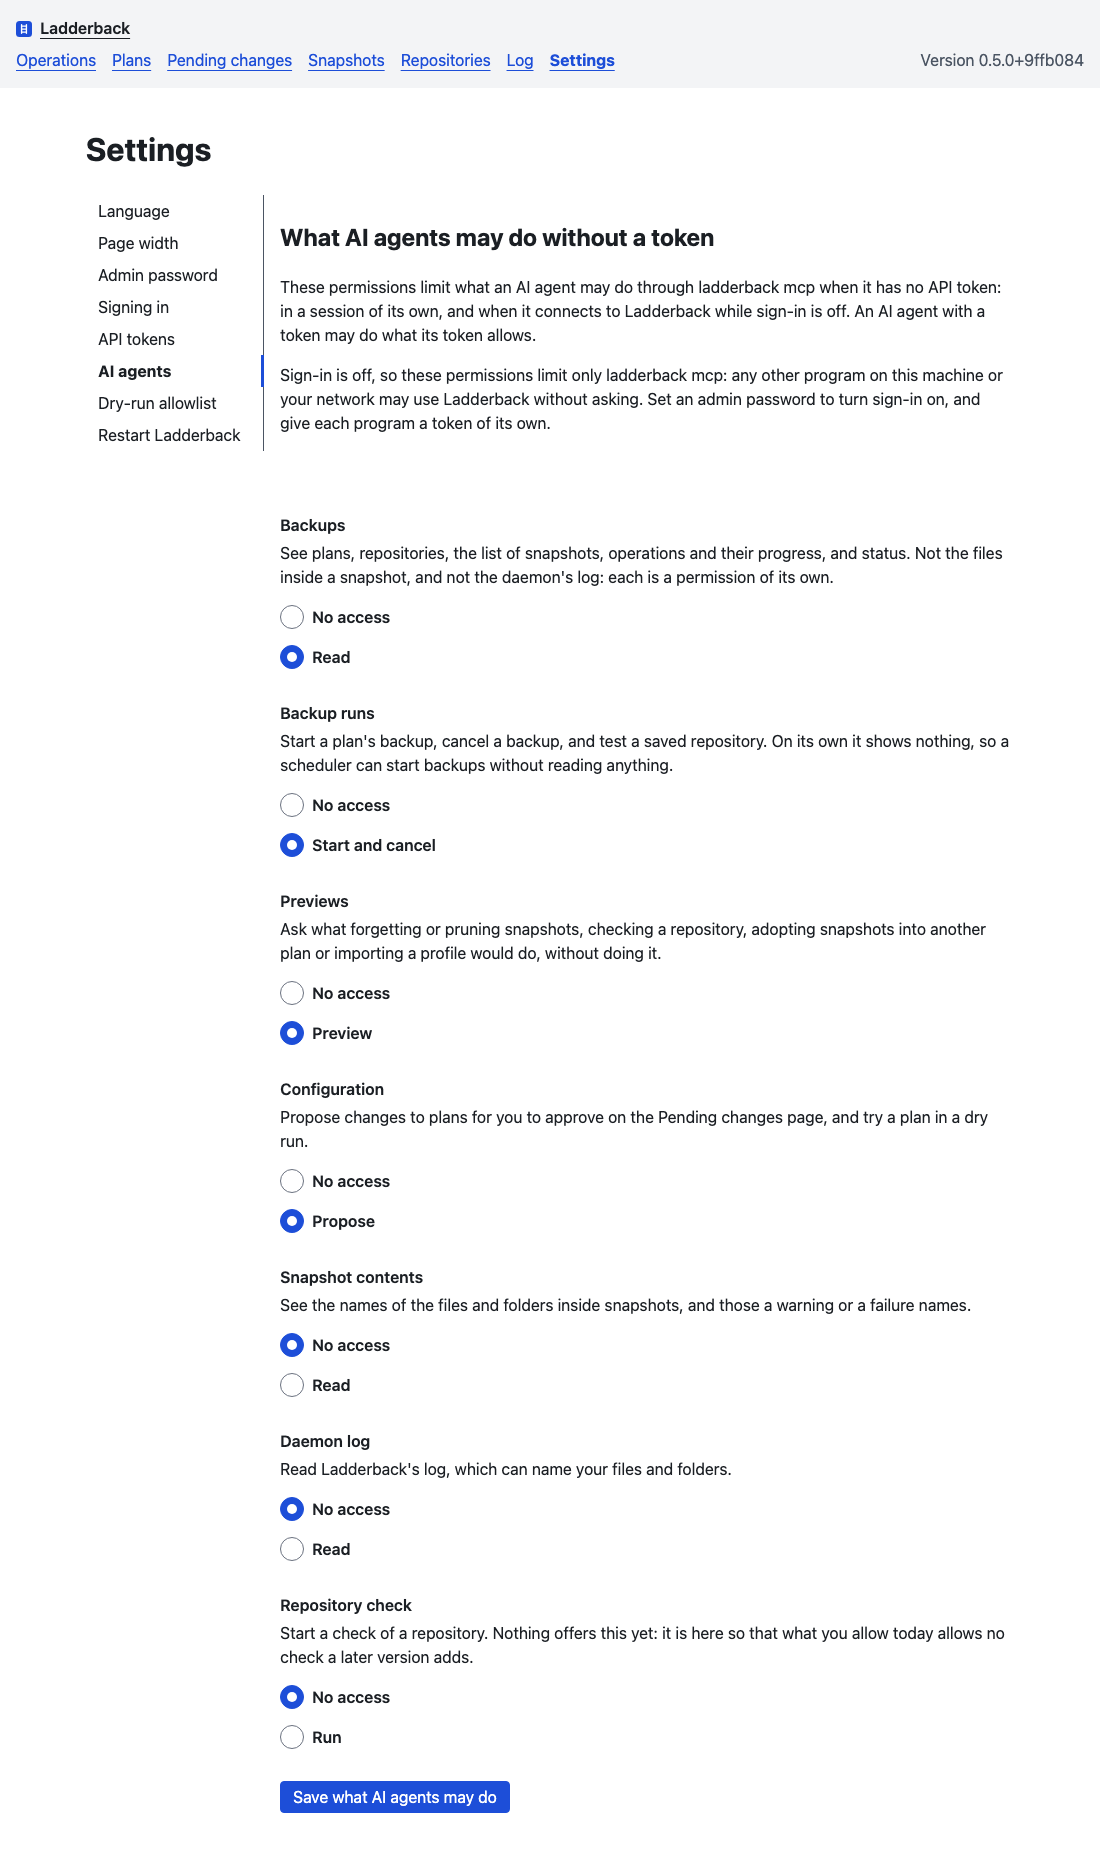 Ladderback
Operations Plans Pending changes Snapshots Repositories Log Settings Version 0.5.0+9ffb084
Settings
Language
Page width
Admin password
Signing in
API tokens
AI agents
Dry-run allowlist
Restart Ladderback
What AI agents may do without a token
These permissions limit what an AI agent may do through ladderback mcp when it has no API token:
in a session of its own, and when it connects to Ladderback while sign-in is off. An AI agent with a
token may do what its token allows.
Sign-in is off, so these permissions limit only ladderback mcp: any other program on this machine or
your network may use Ladderback without asking. Set an admin password to turn sign-in on, and
give each program a token of its own.
Backups
See plans, repositories, the list of snapshots, operations and their progress, and status. Not the files
inside a snapshot, and not the daemon's log: each is a permission of its own.
No access
Read
Backup runs
Start a plan's backup, cancel a backup, and test a saved repository. On its own it shows nothing, so a
scheduler can start backups without reading anything.
No access
Start and cancel
Previews
Ask what forgetting or pruning snapshots, checking a repository, adopting snapshots into another
plan or importing a profile would do, without doing it.
No access
Preview
Configuration
Propose changes to plans for you to approve on the Pending changes page, and try a plan in a dry
run.
No access
Propose
Snapshot contents
See the names of the files and folders inside snapshots, and those a warning or a failure names.
No access
Read
Daemon log
Read Ladderback's log, which can name your files and folders.
No access
Read
Repository check
Start a check of a repository. Nothing offers this yet: it is here so that what you allow today allows no
check a later version adds.
No access
Run
Save what AI agents may do